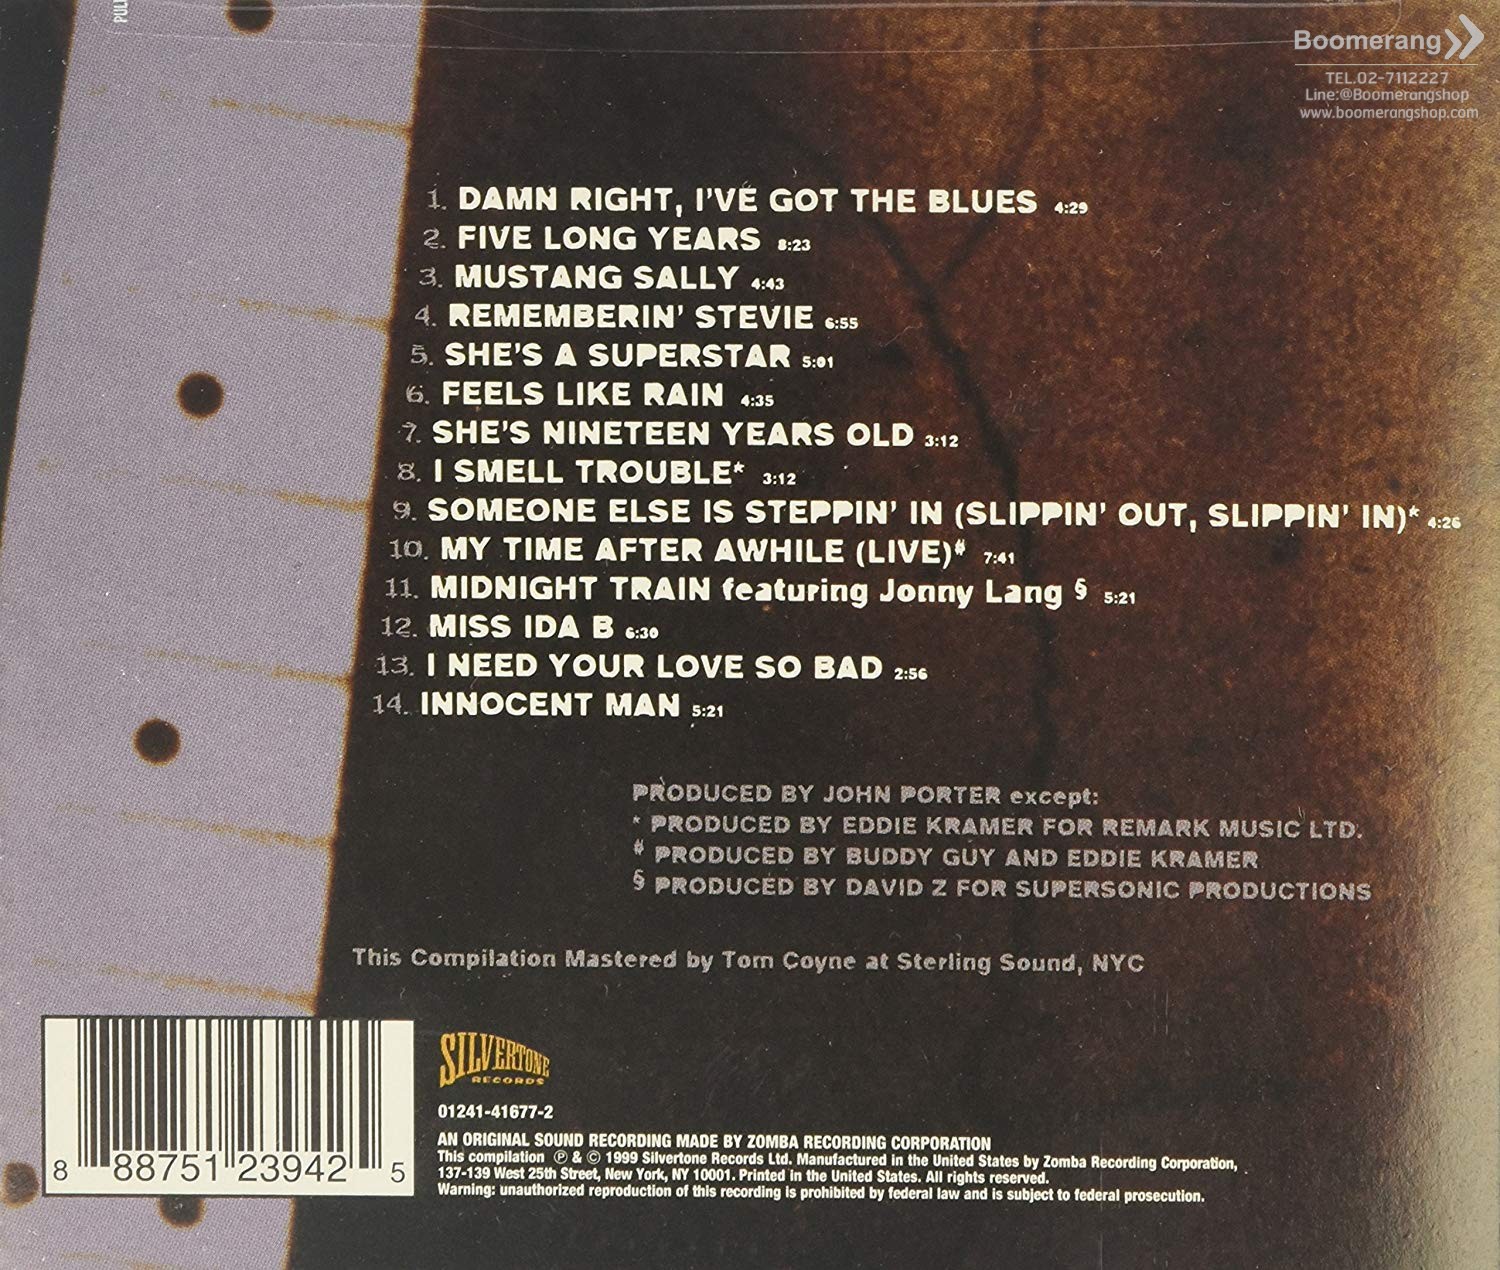 PUL
Boomerang
TEL.02-7112227
Line:@Boomerangshop
www.boomerangshop.com
1. DAMN RIGHT, I'VE GOT THE BLUES 4:29
2. FIVE LONG YEARS 8:23
3. MUSTANG SALLY 4:43
4. REMEMBERIN' STEVIE 6:55
5. SHE'S A SUPERSTAR 5:01
6. FEELS LIKE RAIN 4:35
7. SHE'S NINETEEN YEARS OLD 3:12
8. I SMELL TROUBLE* 3:12
9. SOMEONE ELSE IS STEPPIN' IN (SLIPPIN' OUT, SLIPPIN' IN)* 4:26
10. MY TIME AFTER AWHILE (LIVE)# 7:41
11. MIDNIGHT TRAIN featuring Jonny Lang § 5:21
12. MISS IDA B 6:30
13. I NEED YOUR LOVE SO BAD 2:56
14. INNOCENT MAN 5:21
PRODUCED BY JOHN PORTER except:
* PRODUCED BY EDDIE KRAMER FOR REMARK MUSIC LTD.
# PRODUCED BY BUDDY GUY AND EDDIE KRAMER
§ PRODUCED BY DAVID Z FOR SUPERSONIC PRODUCTIONS
This Compilation Mastered by Tom Coyne at Sterling Sound, NYC
SILVERTONE
RECORDS
01241-41677-2
AN ORIGINAL SOUND RECORDING MADE BY ZOMBA RECORDING CORPORATION
This compilation ℗ & © 1999 Silvertone Records Ltd. Manufactured in the United States by Zomba Recording Corporation,
137-139 West 25th Street, New York, NY 10001. Printed in the United States. All rights reserved.
Warning: unauthorized reproduction of this recording is prohibited by federal law and is subject to federal prosecution.
8 88751 23942 5